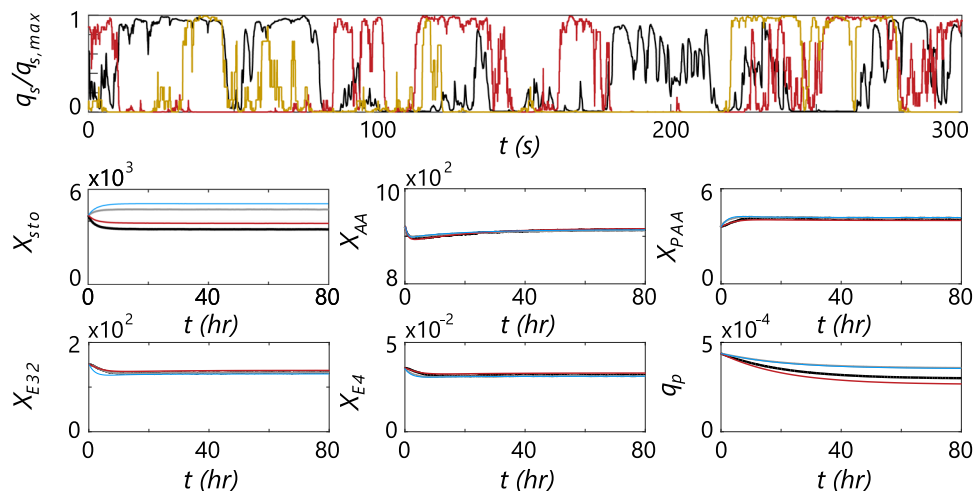 1
q_s/q_s,max
0
0 100 200 300
t (s)
x10^3 x10^2
6 10 6
X_sto X_AA X_PAA
0 8 0
0 40 80 0 40 80 0 40 80
t (hr) t (hr) t (hr)
x10^2 x10^-2 x10^-4
2 5 5
X_E32 X_E4 q_p
0 0 0
0 40 80 0 40 80 0 40 80
t (hr) t (hr) t (hr)